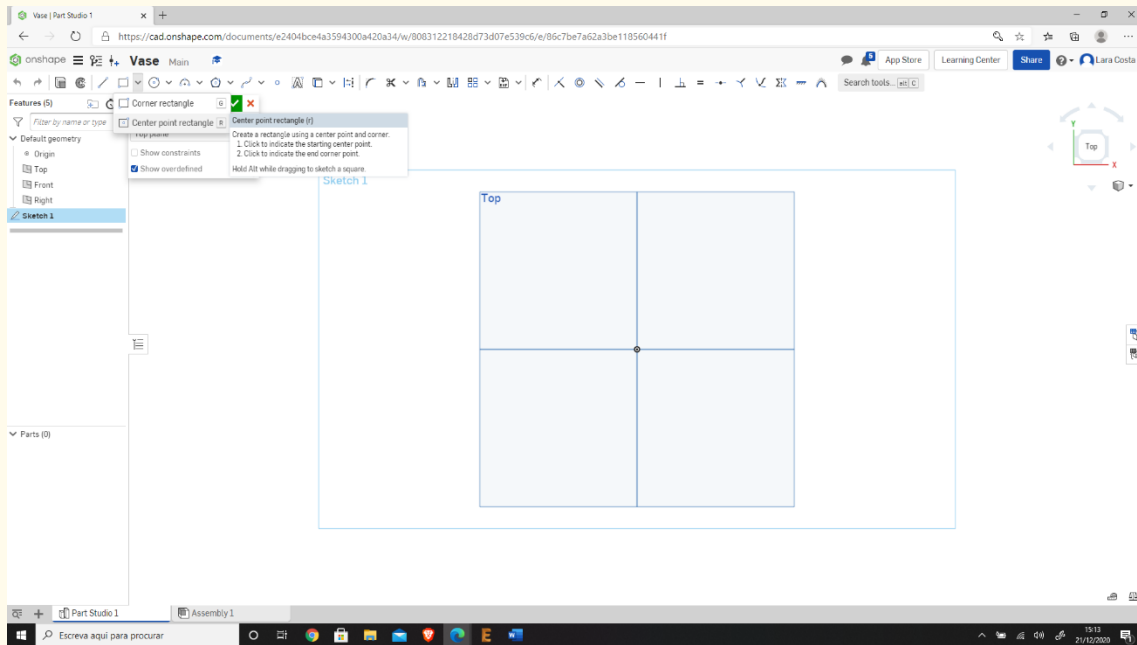 Vase | Part Studio 1
https://cad.onshape.com/documents/e2404bce4a3594300a420a34/w/808312218428d73d07e539c6/e/86c7be7a62a3be118560441f
onshape Vase Main 5 App Store Learning Center Share Lara Costa
Search tools... alt C
Features (5) Corner rectangle G
Filter by name or type Center point rectangle R Center point rectangle (r)
Default geometry Top plane Create a rectangle using a center point and corner.
Origin Show constraints 1. Click to indicate the starting center point.
Top Show overdefined 2. Click to indicate the end corner point.
Front Hold Alt while dragging to sketch a square.
Right
Sketch 1
Sketch 1
Top
Y
Top
X
Parts (0)
Part Studio 1 Assembly 1
Escreva aqui para procurar
15:13
21/12/2020